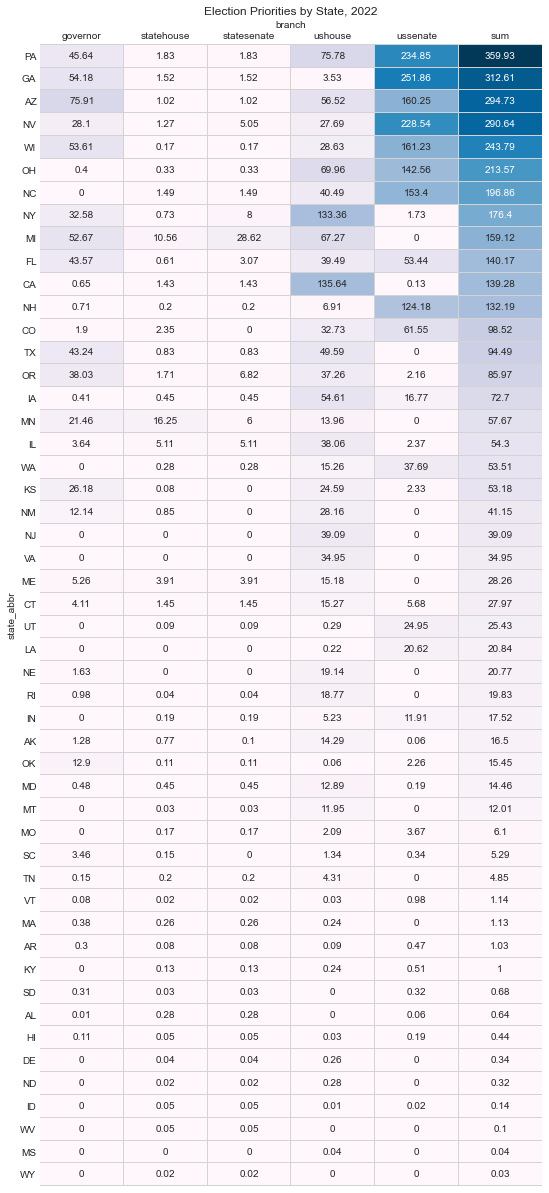 Election Priorities by State, 2022
branch
governor statehouse statesenate ushouse ussenate sum
PA 45.64 1.83 1.83 75.78 234.85 359.93
GA 54.18 1.52 1.52 3.53 251.86 312.61
AZ 75.91 1.02 1.02 56.52 160.25 294.73
NV 28.1 1.27 5.05 27.69 228.54 290.64
WI 53.61 0.17 0.17 28.63 161.23 243.79
OH 0.4 0.33 0.33 69.96 142.56 213.57
NC 0 1.49 1.49 40.49 153.4 196.86
NY 32.58 0.73 8 133.36 1.73 176.4
MI 52.67 10.56 28.62 67.27 0 159.12
FL 43.57 0.61 3.07 39.49 53.44 140.17
CA 0.65 1.43 1.43 135.64 0.13 139.28
NH 0.71 0.2 0.2 6.91 124.18 132.19
CO 1.9 2.35 0 32.73 61.55 98.52
TX 43.24 0.83 0.83 49.59 0 94.49
OR 38.03 1.71 6.82 37.26 2.16 85.97
IA 0.41 0.45 0.45 54.61 16.77 72.7
MN 21.46 16.25 6 13.96 0 57.67
IL 3.64 5.11 5.11 38.06 2.37 54.3
WA 0 0.28 0.28 15.26 37.69 53.51
KS 26.18 0.08 0 24.59 2.33 53.18
NM 12.14 0.85 0 28.16 0 41.15
NJ 0 0 0 39.09 0 39.09
VA 0 0 0 34.95 0 34.95
ME 5.26 3.91 3.91 15.18 0 28.26
CT 4.11 1.45 1.45 15.27 5.68 27.97
state_abbr
UT 0 0.09 0.09 0.29 24.95 25.43
LA 0 0 0 0.22 20.62 20.84
NE 1.63 0 0 19.14 0 20.77
RI 0.98 0.04 0.04 18.77 0 19.83
IN 0 0.19 0.19 5.23 11.91 17.52
AK 1.28 0.77 0.1 14.29 0.06 16.5
OK 12.9 0.11 0.11 0.06 2.26 15.45
MD 0.48 0.45 0.45 12.89 0.19 14.46
MT 0 0.03 0.03 11.95 0 12.01
MO 0 0.17 0.17 2.09 3.67 6.1
SC 3.46 0.15 0 1.34 0.34 5.29
TN 0.15 0.2 0.2 4.31 0 4.85
VT 0.08 0.02 0.02 0.03 0.98 1.14
MA 0.38 0.26 0.26 0.24 0 1.13
AR 0.3 0.08 0.08 0.09 0.47 1.03
KY 0 0.13 0.13 0.24 0.51 1
SD 0.31 0.03 0.03 0 0.32 0.68
AL 0.01 0.28 0.28 0 0.06 0.64
HI 0.11 0.05 0.05 0.03 0.19 0.44
DE 0 0.04 0.04 0.26 0 0.34
ND 0 0.02 0.02 0.28 0 0.32
ID 0 0.05 0.05 0.01 0.02 0.14
WV 0 0.05 0.05 0 0 0.1
MS 0 0 0 0.04 0 0.04
WY 0 0.02 0.02 0 0 0.03